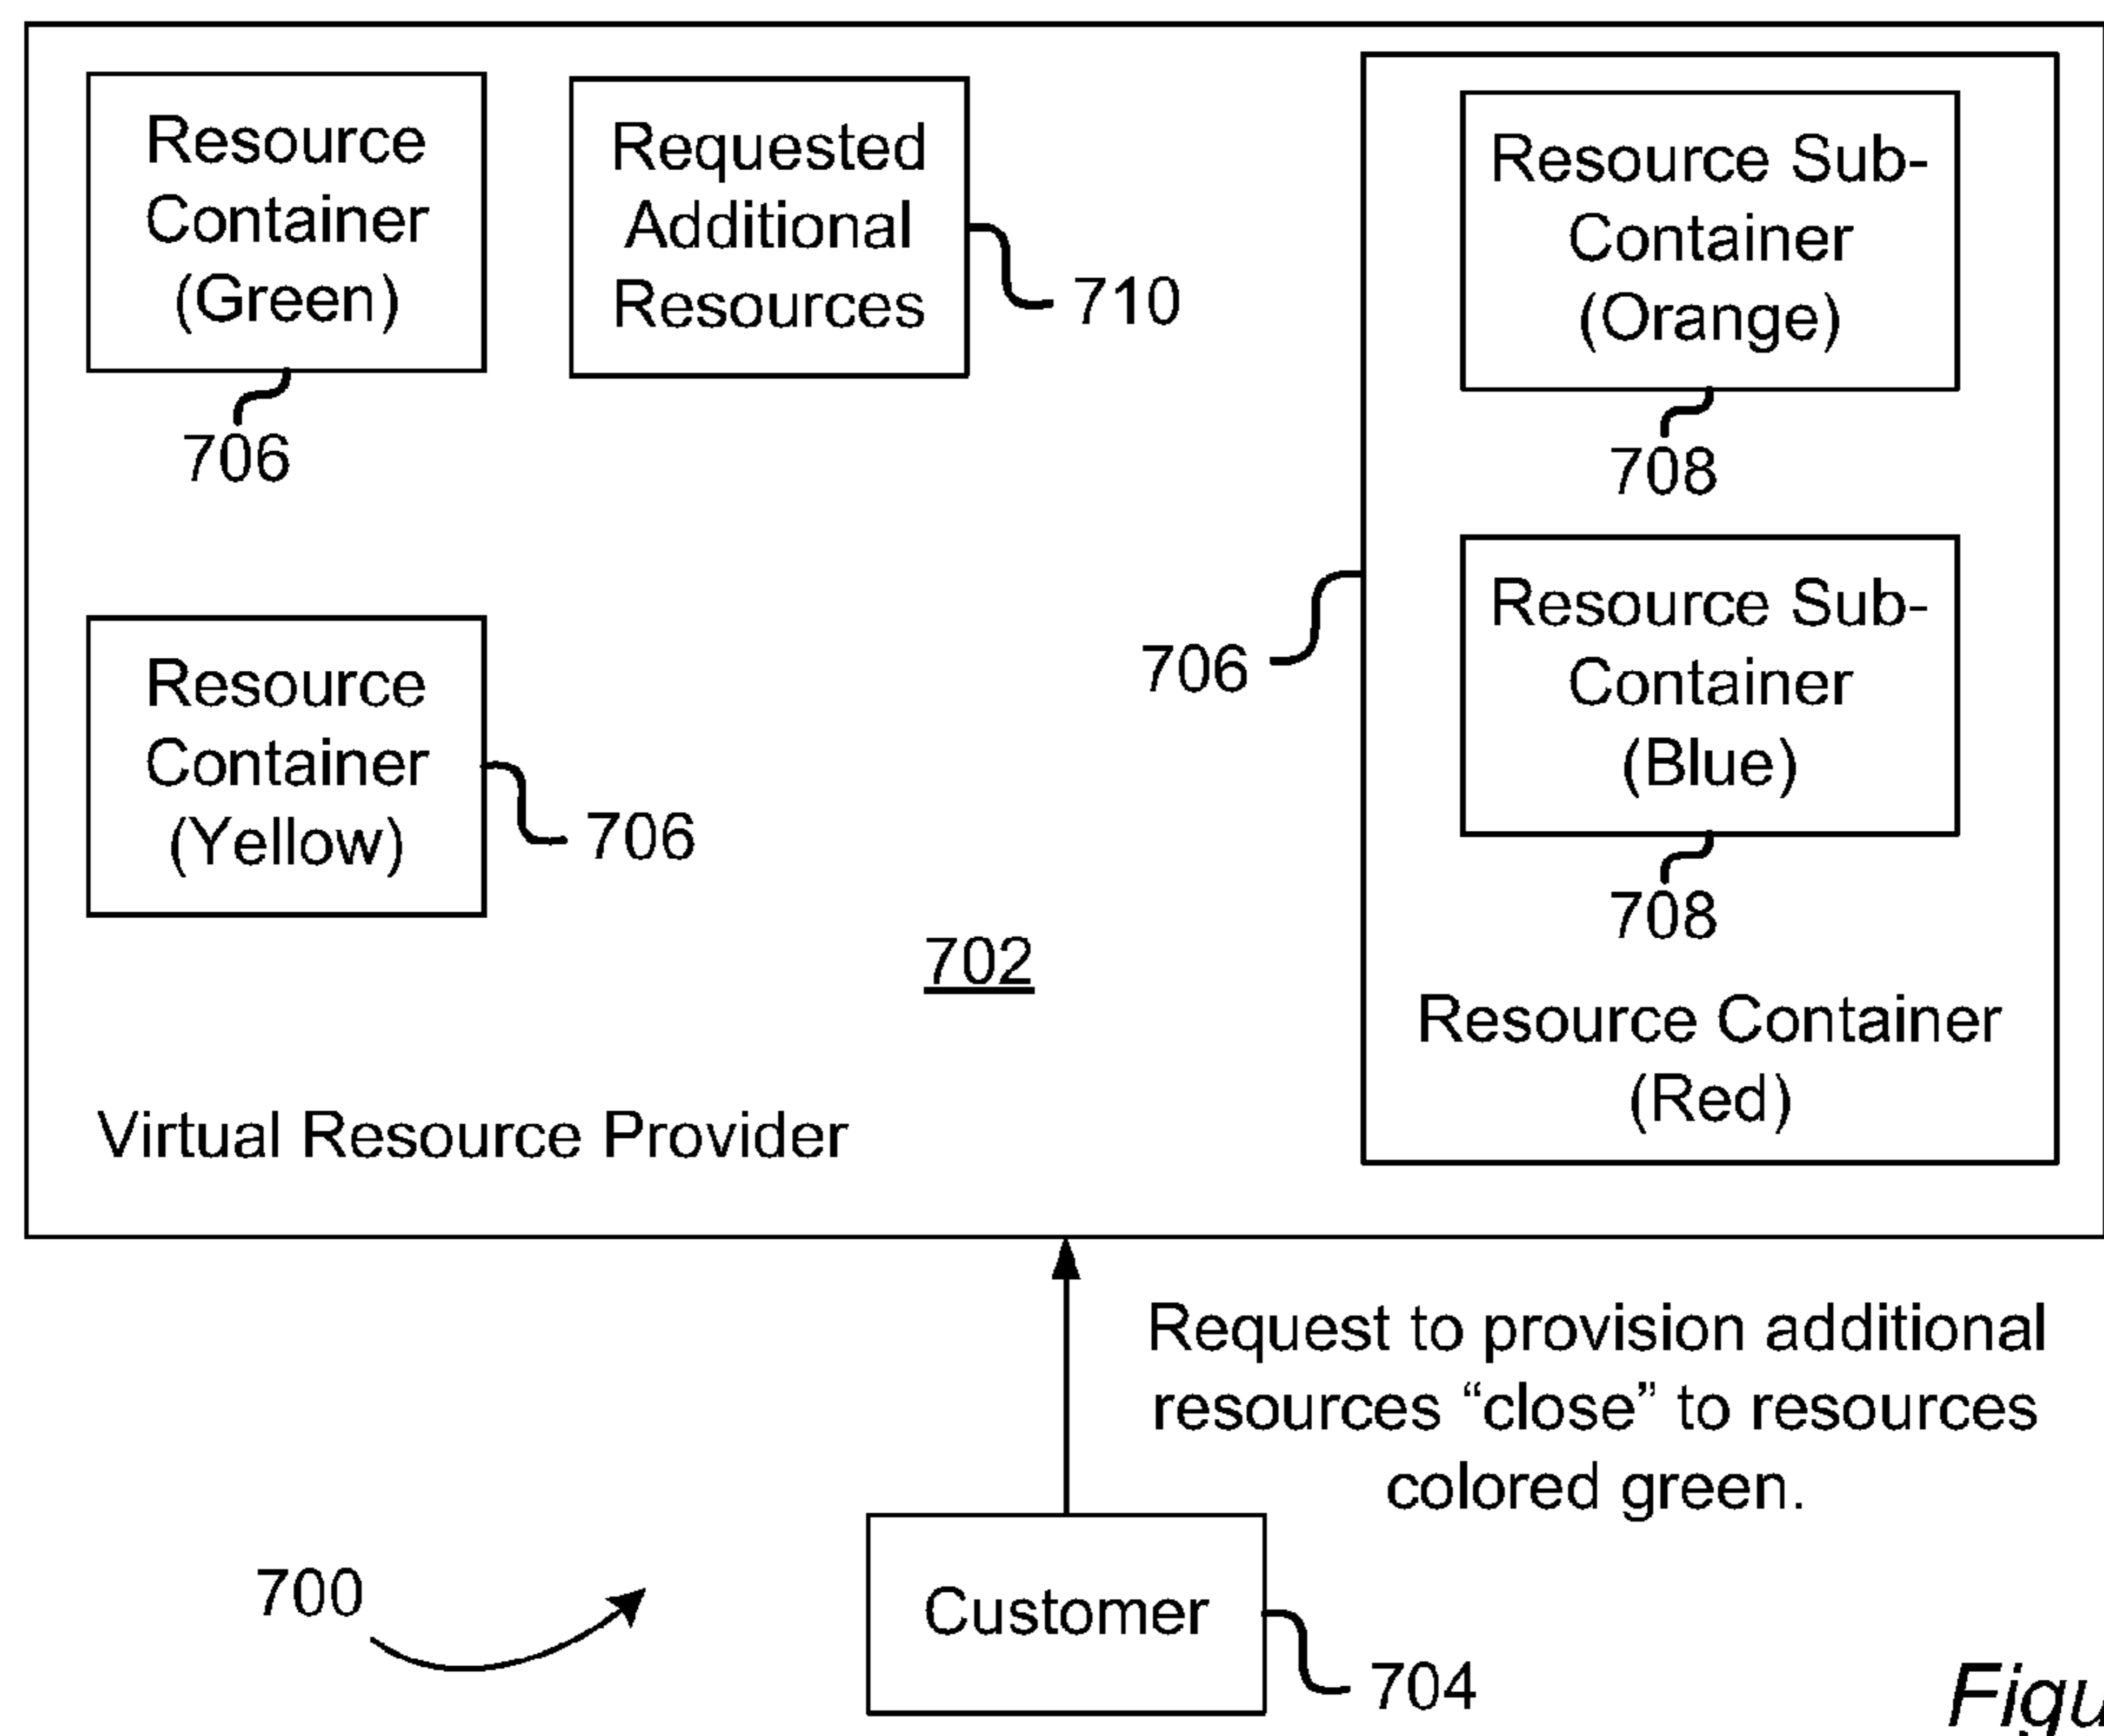 Resource
Container
(Green)
706
Requested
Additional
Resources
710
Resource Sub-
Container
(Orange)
708
Resource Sub-
Container
(Blue)
708
706
Resource Container
(Red)
Resource
Container
(Yellow)
706
702
Virtual Resource Provider
Request to provision additional
resources “close” to resources
colored green.
700
Customer
704